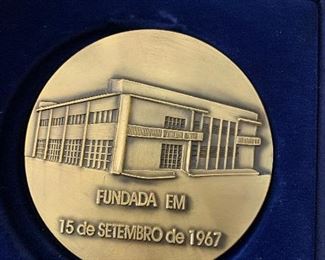 FUNDADA EM
15 de SETEMBRO de 1967